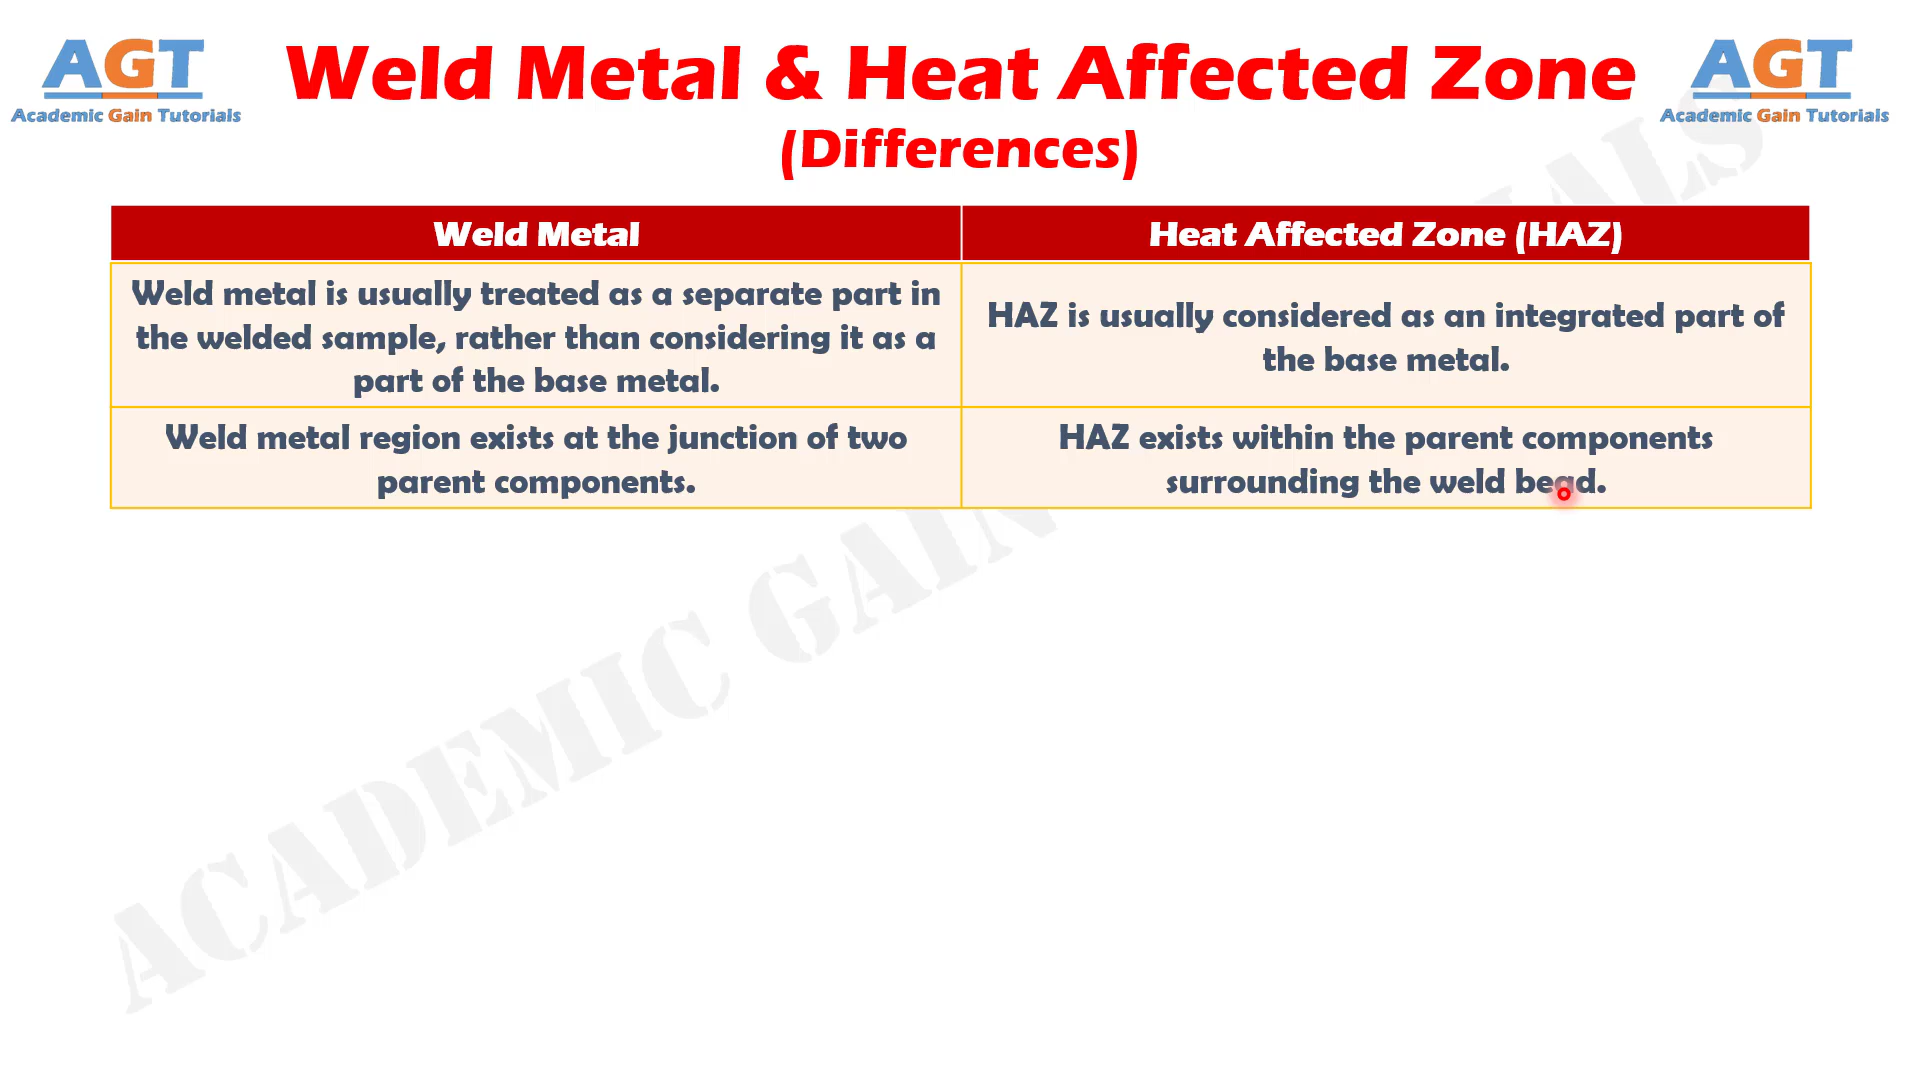 AGT
Academic Gain Tutorials
Weld Metal & Heat Affected Zone
(Differences)
AGT
Academic Gain Tutorials
Weld Metal
Heat Affected Zone (HAZ)
Weld metal is usually treated as a separate part in
the welded sample, rather than considering it as a
part of the base metal.
HAZ is usually considered as an integrated part of
the base metal.
Weld metal region exists at the junction of two
parent components.
HAZ exists within the parent components
surrounding the weld bead.
ACADEMIC GAIN